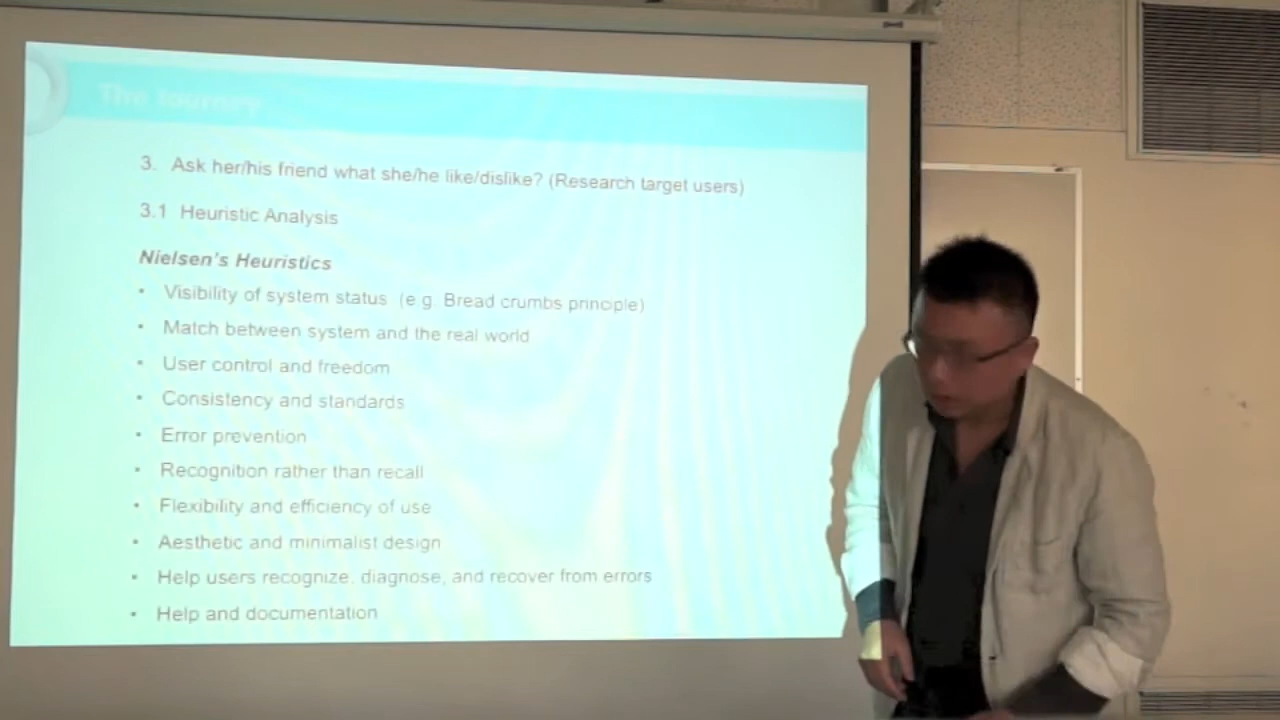 The Journey
3. Ask her/his friend what she/he like/dislike? (Research target users)
3.1 Heuristic Analysis
Nielsen's Heuristics
• Visibility of system status (e.g. Bread crumbs principle)
• Match between system and the real world
• User control and freedom
• Consistency and standards
• Error prevention
• Recognition rather than recall
• Flexibility and efficiency of use
• Aesthetic and minimalist design
• Help users recognize, diagnose, and recover from errors
• Help and documentation